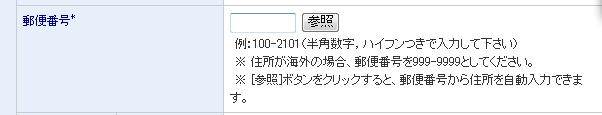 郵便番号*
参照
例:100-2101(半角数字, ハイフンつきで入力して下さい)
※ 住所が海外の場合、郵便番号を999-9999としてください。
※ [参照]ボタンをクリックすると、郵便番号から住所を自動入力できま
す。